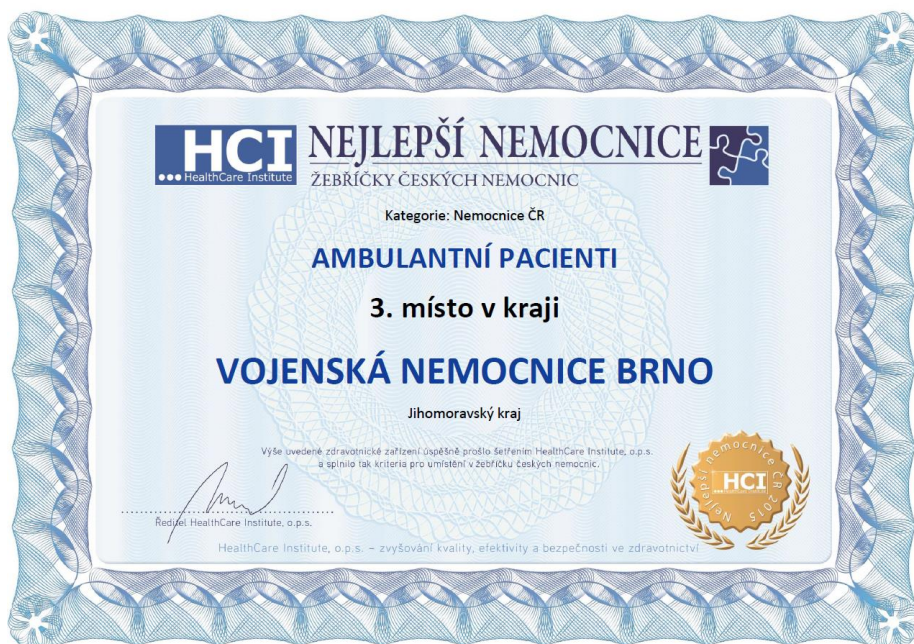 HCI
HealthCare Institute
NEJLEPŠÍ NEMOCNICE
ŽEBŘÍČKY ČESKÝCH NEMOCNIC
Kategorie: Nemocnice ČR
AMBULANTNÍ PACIENTI
3. místo v kraji
VOJENSKÁ NEMOCNICE BRNO
Jihomoravský kraj
Výše uvedené zdravotnické zařízení úspěšně prošlo šetřením HealthCare Institute, o.p.s.
a splnilo tak kriteria pro umístění v žebříčku českých nemocnic.
Ředitel HealthCare Institute, o.p.s.
Nejlepší nemocnice ČR 2015
HCI
HealthCare Institute, o.p.s. – zvyšování kvality, efektivity a bezpečnosti ve zdravotnictví